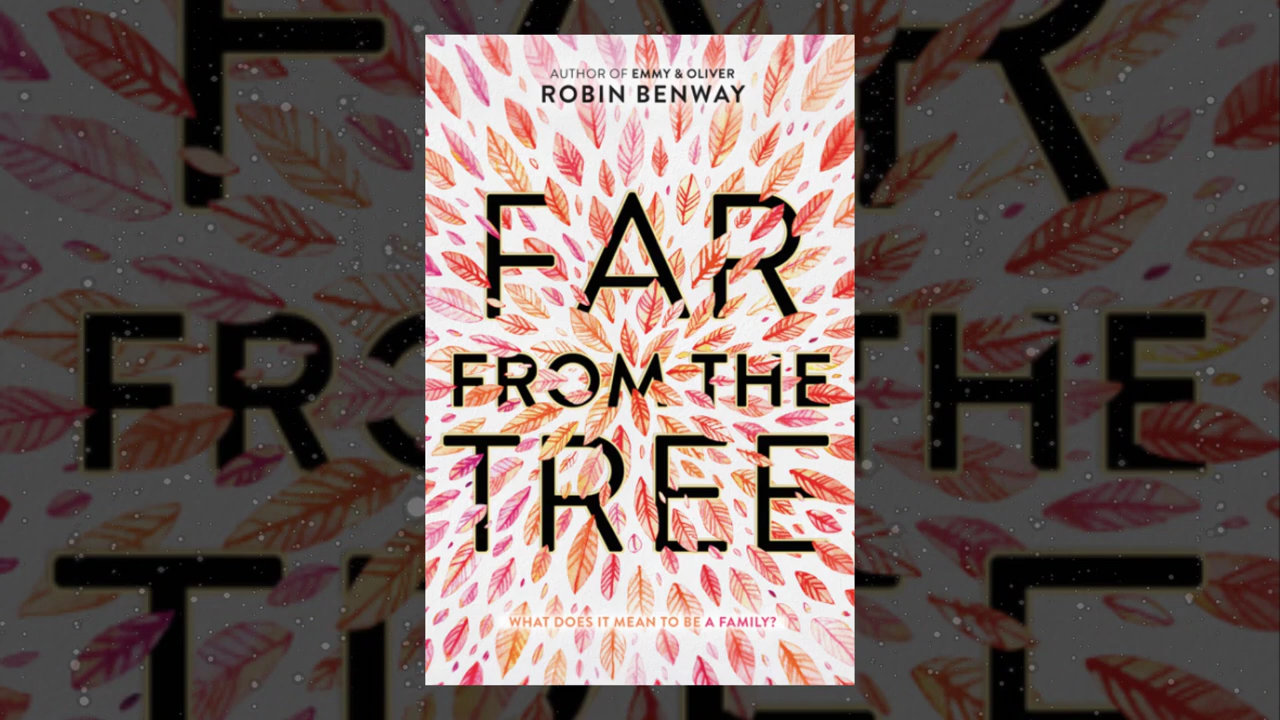 AUTHOR OF EMMY & OLIVER
ROBIN BENWAY
FAR
FROM THE
TREE
WHAT DOES IT MEAN TO BE A FAMILY?